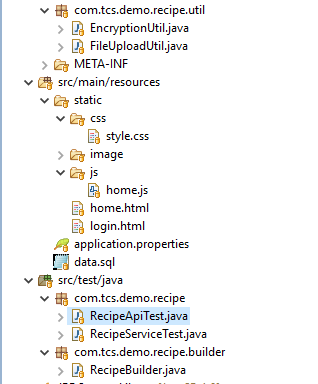 com.tcs.demo.recipe.util
EncryptionUtil.java
FileUploadUtil.java
META-INF
src/main/resources
static
css
style.css
image
js
home.js
home.html
login.html
application.properties
data.sql
src/test/java
com.tcs.demo.recipe
RecipeApiTest.java
RecipeServiceTest.java
com.tcs.demo.recipe.builder
RecipeBuilder.java